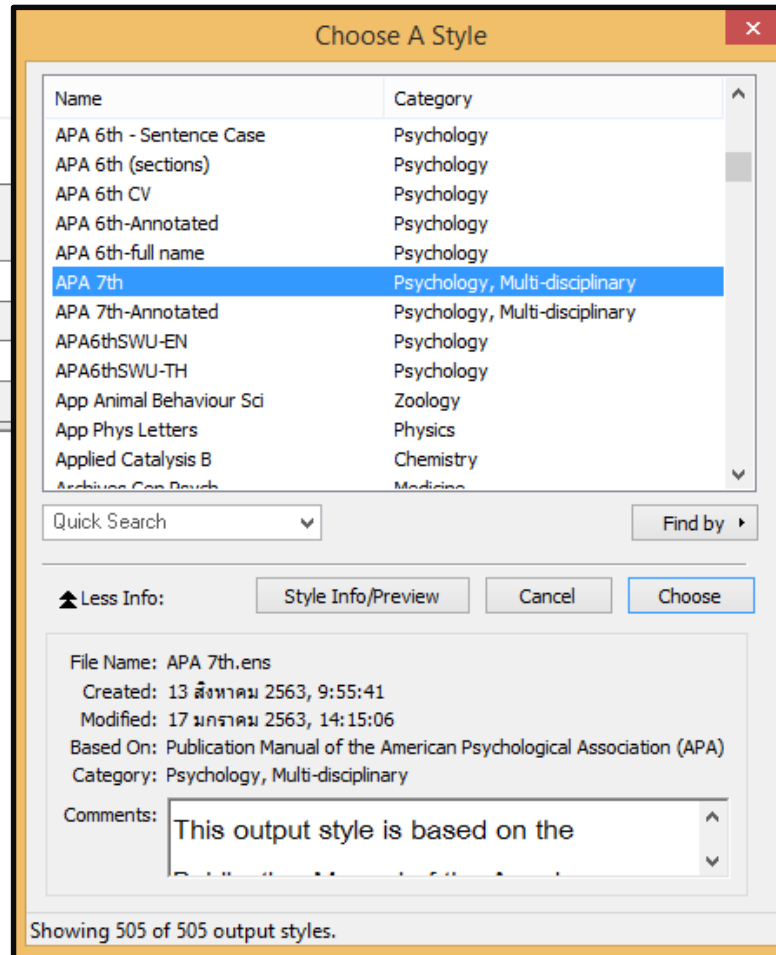 Choose A Style
Name Category
APA 6th - Sentence Case Psychology
APA 6th (sections) Psychology
APA 6th CV Psychology
APA 6th-Annotated Psychology
APA 6th-full name Psychology
APA 7th Psychology, Multi-disciplinary
APA 7th-Annotated Psychology, Multi-disciplinary
APA6thSWU-EN Psychology
APA6thSWU-TH Psychology
App Animal Behaviour Sci Zoology
App Phys Letters Physics
Applied Catalysis B Chemistry
Archives Gen Psych Medicine
Quick Search Find by
Less Info: Style Info/Preview Cancel Choose
File Name: APA 7th.ens
Created: 13 สิงหาคม 2563, 9:55:41
Modified: 17 มกราคม 2563, 14:15:06
Based On: Publication Manual of the American Psychological Association (APA)
Category: Psychology, Multi-disciplinary
Comments: This output style is based on the
Showing 505 of 505 output styles.